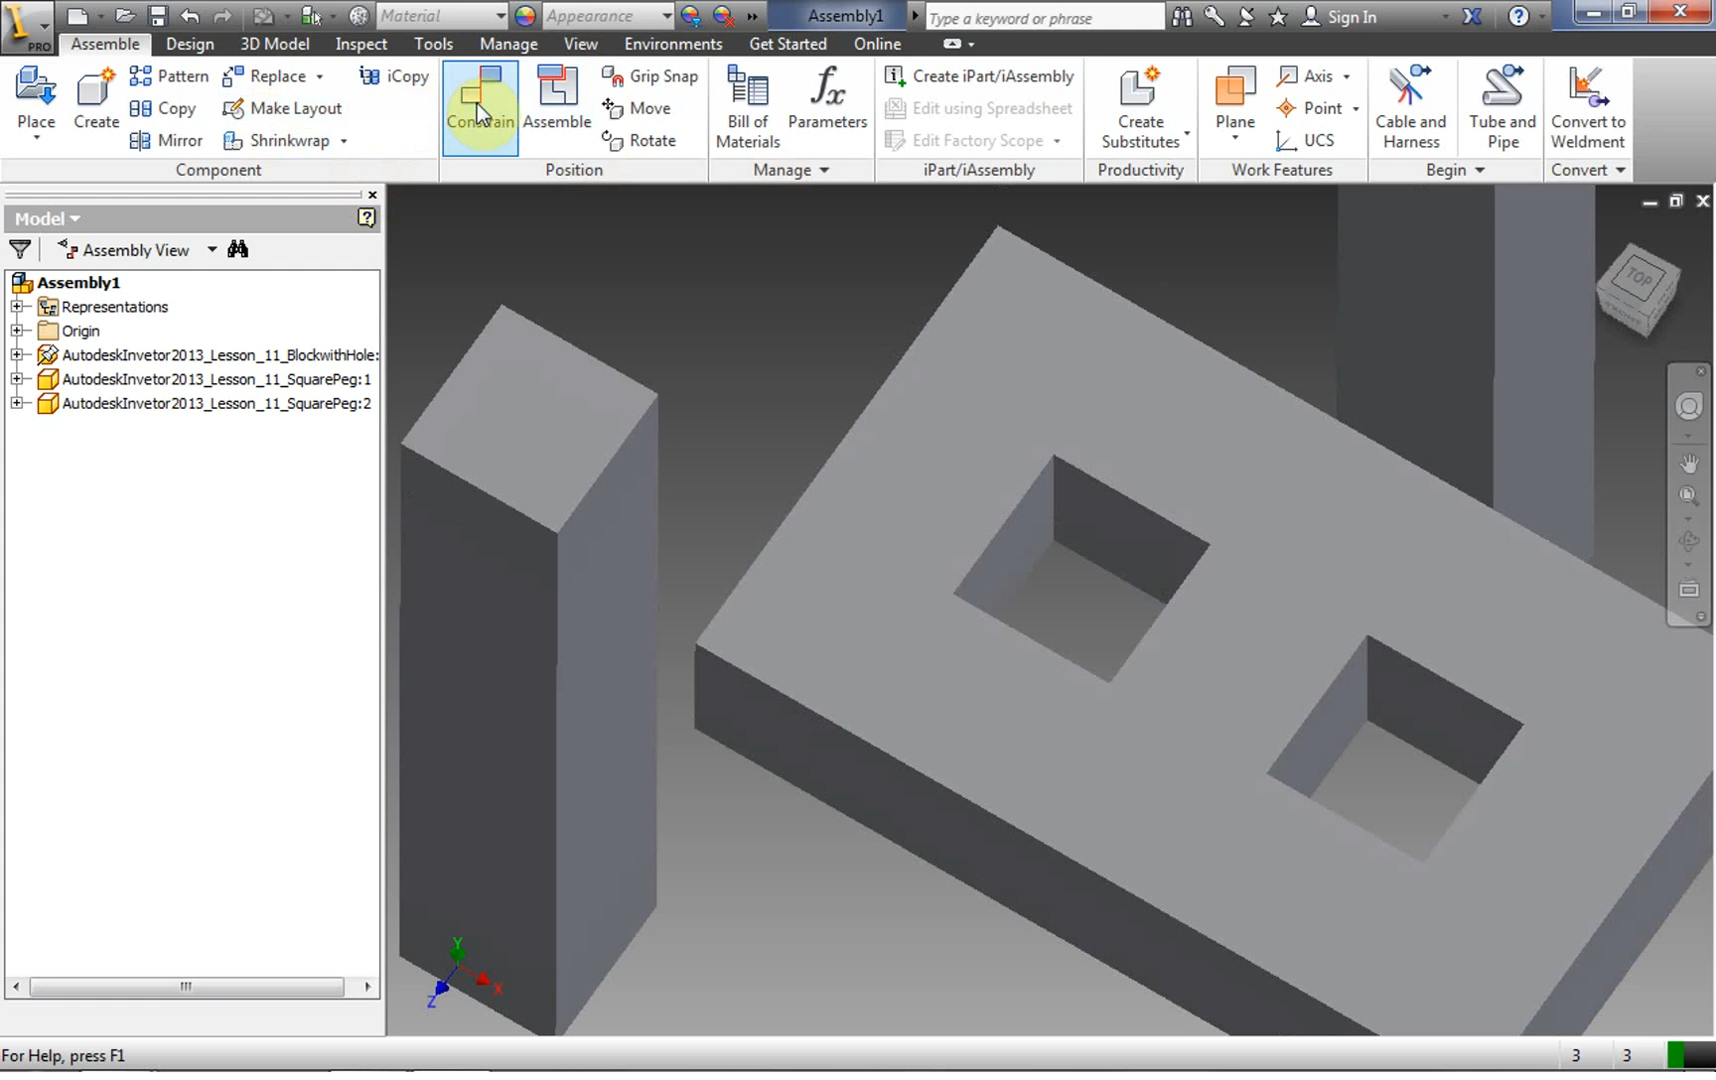 PRO
Material
Appearance
Assembly1
Type a keyword or phrase
Sign In
Assemble
Design
3D Model
Inspect
Tools
Manage
View
Environments
Get Started
Online
Place
Create
Pattern
Copy
Mirror
Replace
Make Layout
Shrinkwrap
iCopy
Constrain
Assemble
Grip Snap
Move
Rotate
Bill of
Materials
fx
Parameters
Create iPart/iAssembly
Edit using Spreadsheet
Edit Factory Scope
Create
Substitutes
Plane
Axis
Point
UCS
Cable and
Harness
Tube and
Pipe
Convert to
Weldment
Component
Position
Manage
iPart/iAssembly
Productivity
Work Features
Begin
Convert
Model
Assembly View
Assembly1
Representations
Origin
AutodeskInvetor2013_Lesson_11_BlockwithHole:
AutodeskInvetor2013_Lesson_11_SquarePeg:1
AutodeskInvetor2013_Lesson_11_SquarePeg:2
TOP
Y
X
Z
For Help, press F1
3
3